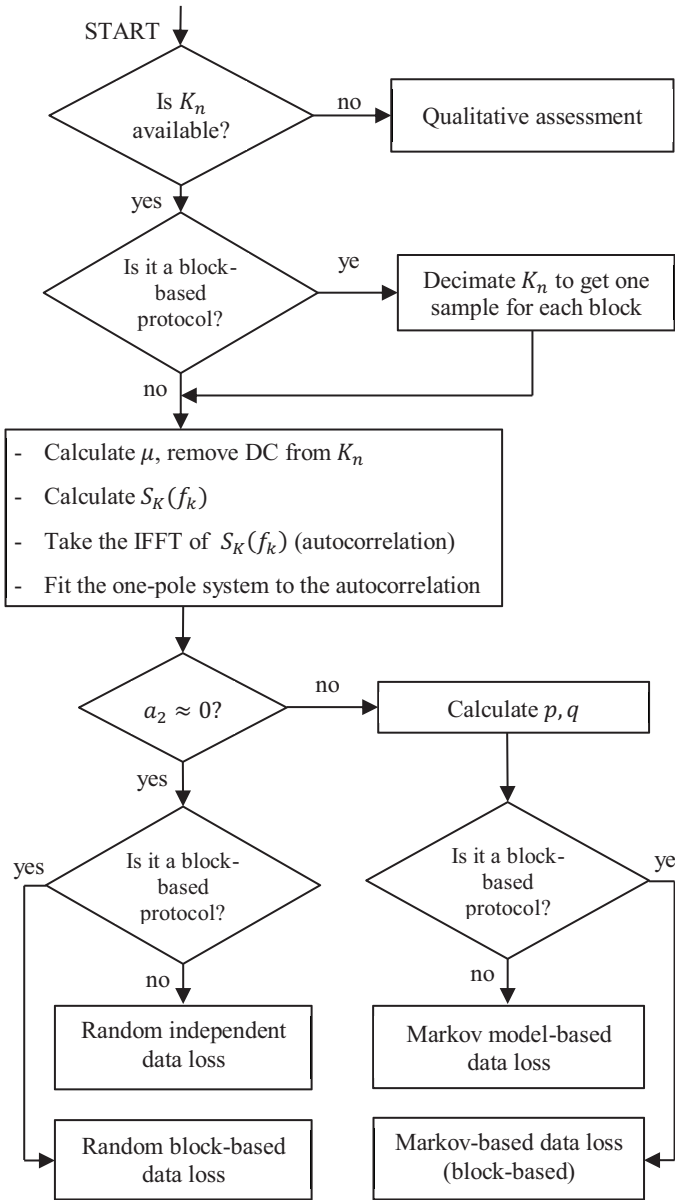 START
Is K_n
available?
no
Qualitative assessment
yes
Is it a block-
based
protocol?
ye
Decimate K_n to get one
sample for each block
no
- Calculate μ, remove DC from K_n
- Calculate S_K(f_k)
- Take the IFFT of S_K(f_k) (autocorrelation)
- Fit the one-pole system to the autocorrelation
a_2 ≈ 0?
no
Calculate p, q
yes
yes
Is it a block-
based
protocol?
Is it a block-
based
protocol?
ye
no
no
Random independent
data loss
Markov model-based
data loss
Random block-based
data loss
Markov-based data loss
(block-based)